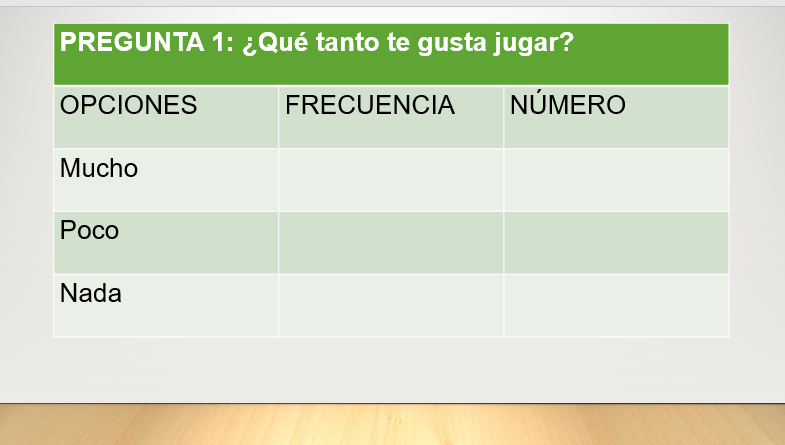 PREGUNTA 1: ¿Qué tanto te gusta jugar?
OPCIONES FRECUENCIA NÚMERO
Mucho
Poco
Nada